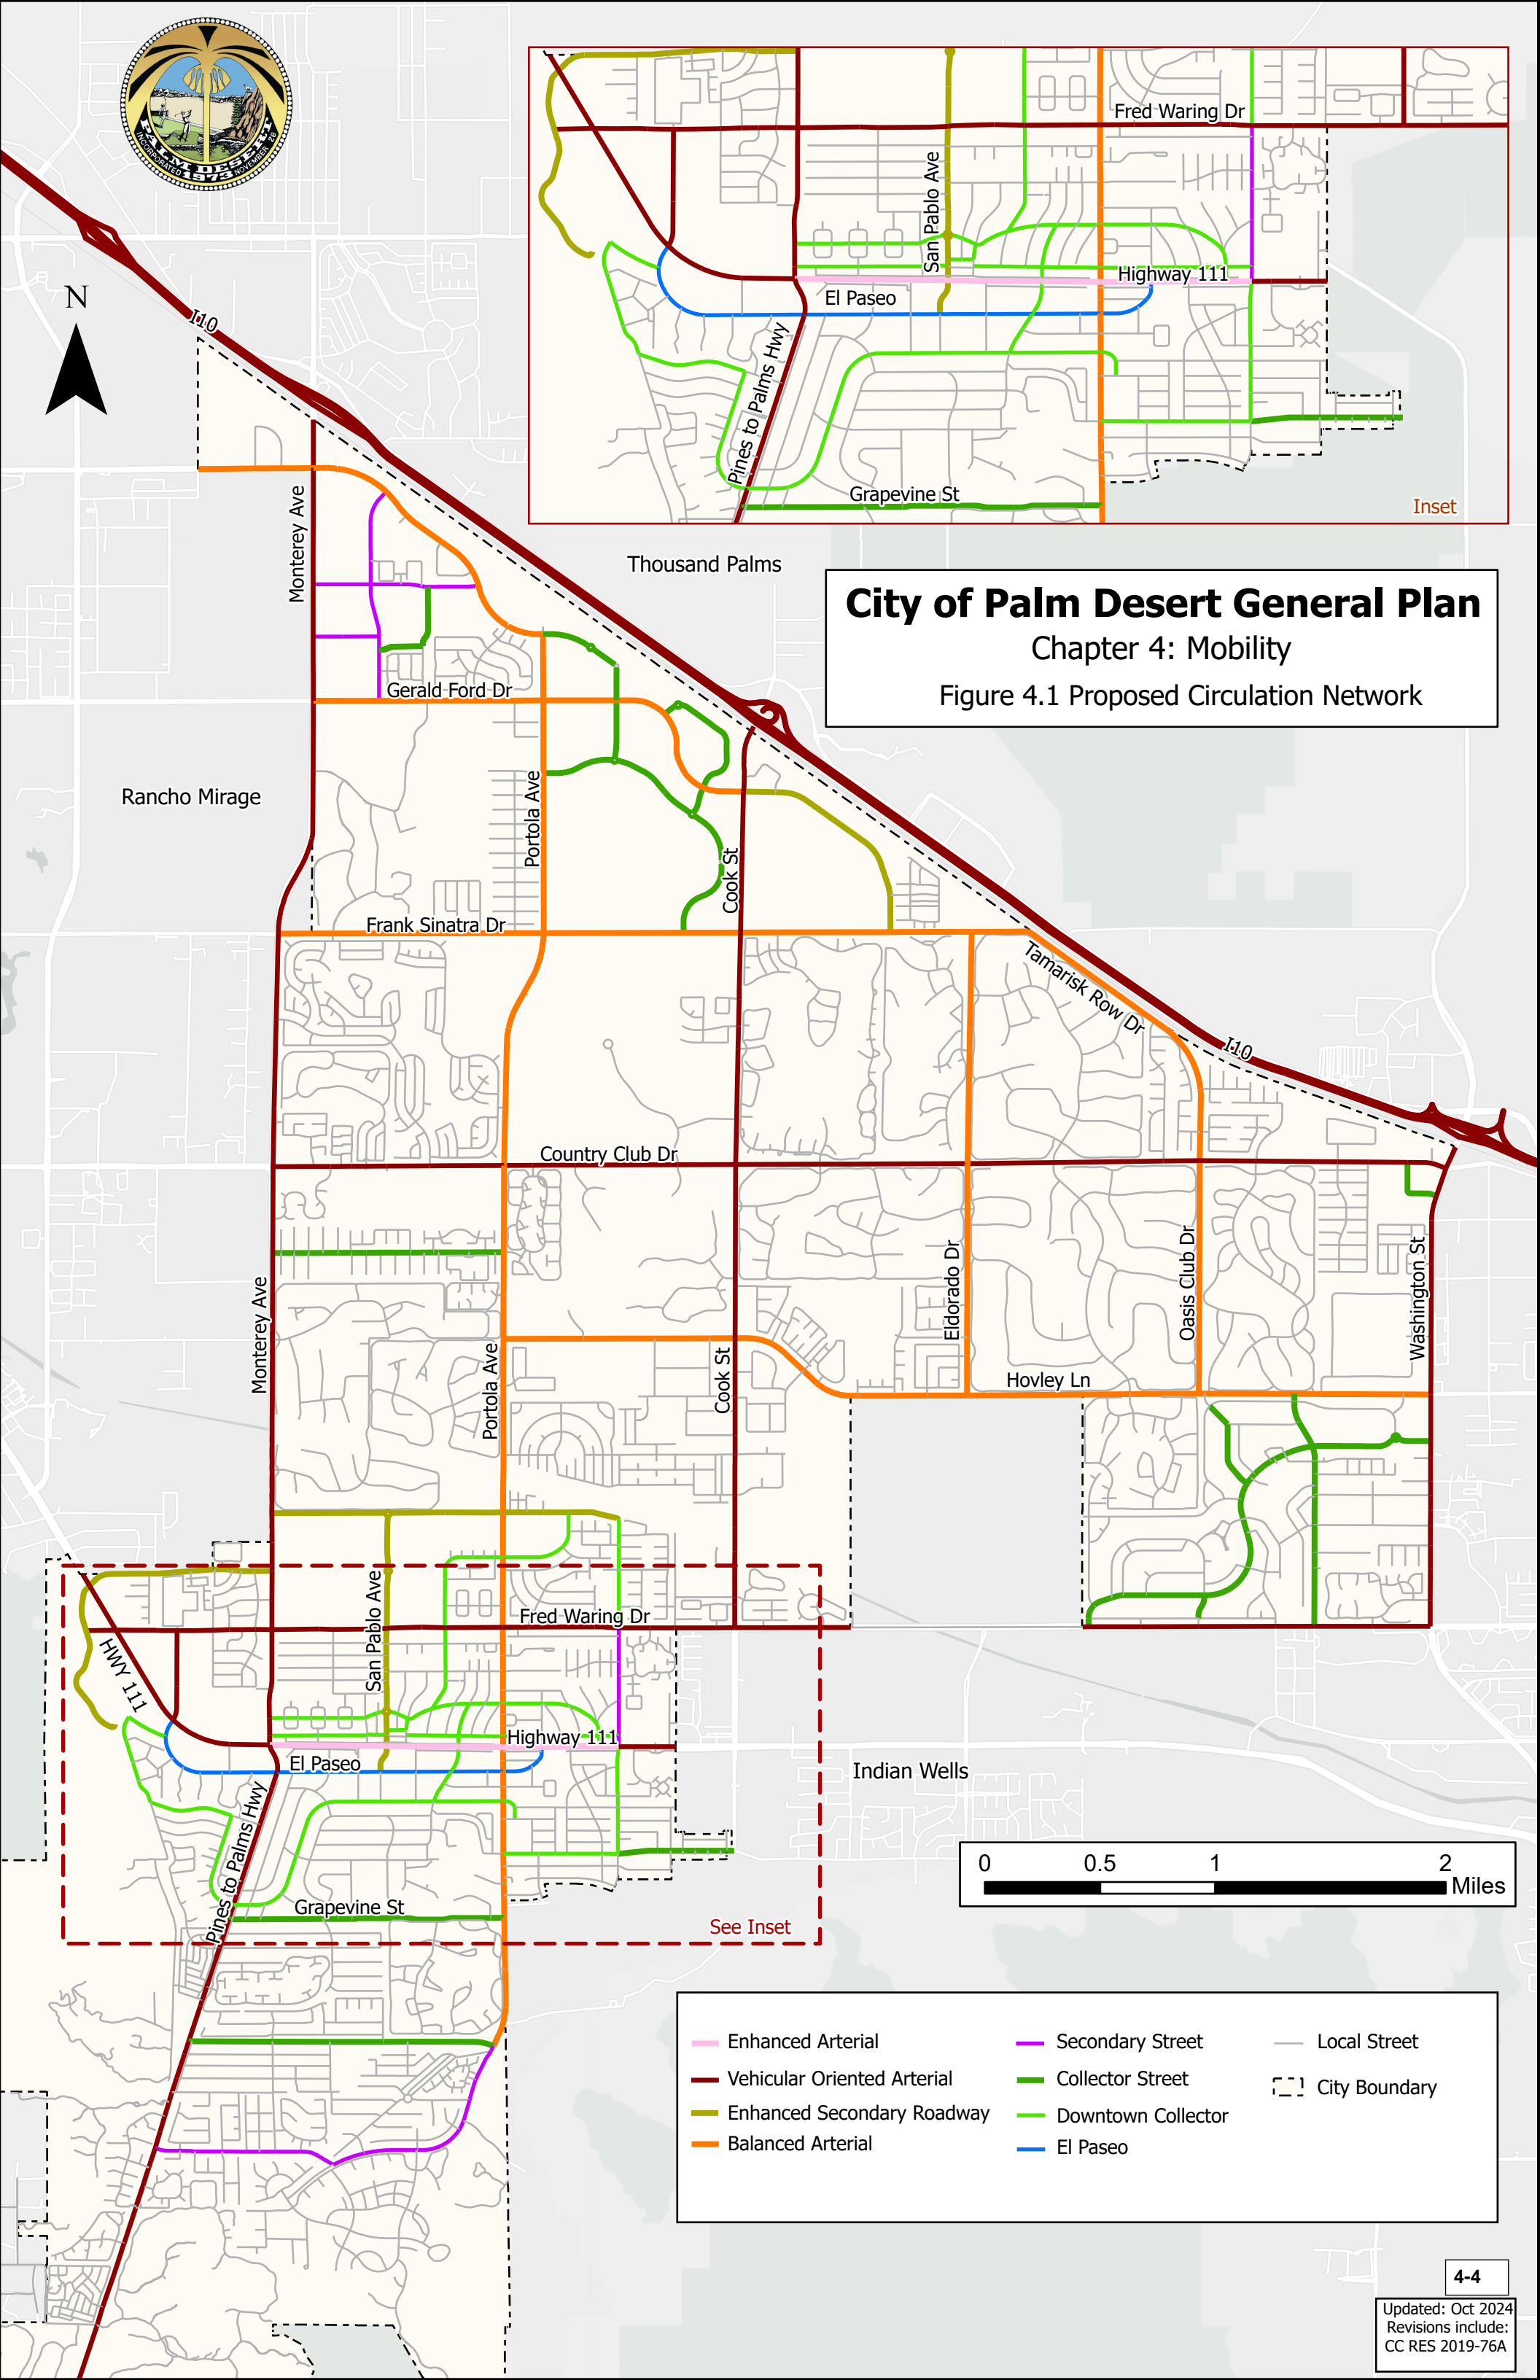 PALM DESERT
INCORPORATED NOVEMBER 26
1973
Fred Waring Dr
San Pablo Ave
Highway 111
El Paseo
Pines to Palms Hwy
Grapevine St
Inset
N
I10
Monterey Ave
Thousand Palms
City of Palm Desert General Plan
Chapter 4: Mobility
Figure 4.1 Proposed Circulation Network
Gerald Ford Dr
Rancho Mirage
Portola Ave
Cook St
Frank Sinatra Dr
Tamarisk Row Dr
I10
Country Club Dr
Monterey Ave
Portola Ave
Cook St
Eldorado Dr
Oasis Club Dr
Washington St
Hovley Ln
San Pablo Ave
Fred Waring Dr
HWY 111
Highway 111
El Paseo
Indian Wells
Pines to Palms Hwy
Grapevine St
See Inset
0 0.5 1 2
Miles
Enhanced Arterial
Vehicular Oriented Arterial
Enhanced Secondary Roadway
Balanced Arterial
Secondary Street
Collector Street
Downtown Collector
El Paseo
Local Street
City Boundary
4-4
Updated: Oct 2024
Revisions include:
CC RES 2019-76A